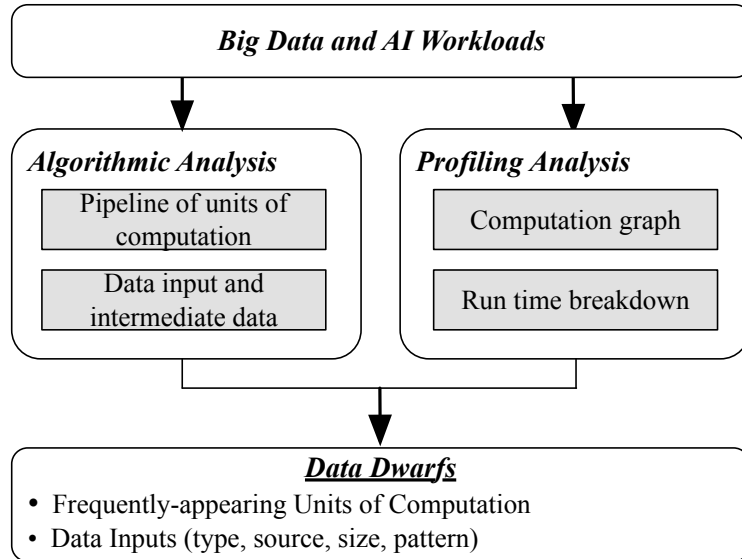 Big Data and AI Workloads
Algorithmic Analysis
Pipeline of units of
computation
Data input and
intermediate data
Profiling Analysis
Computation graph
Run time breakdown
Data Dwarfs
• Frequently-appearing Units of Computation
• Data Inputs (type, source, size, pattern)